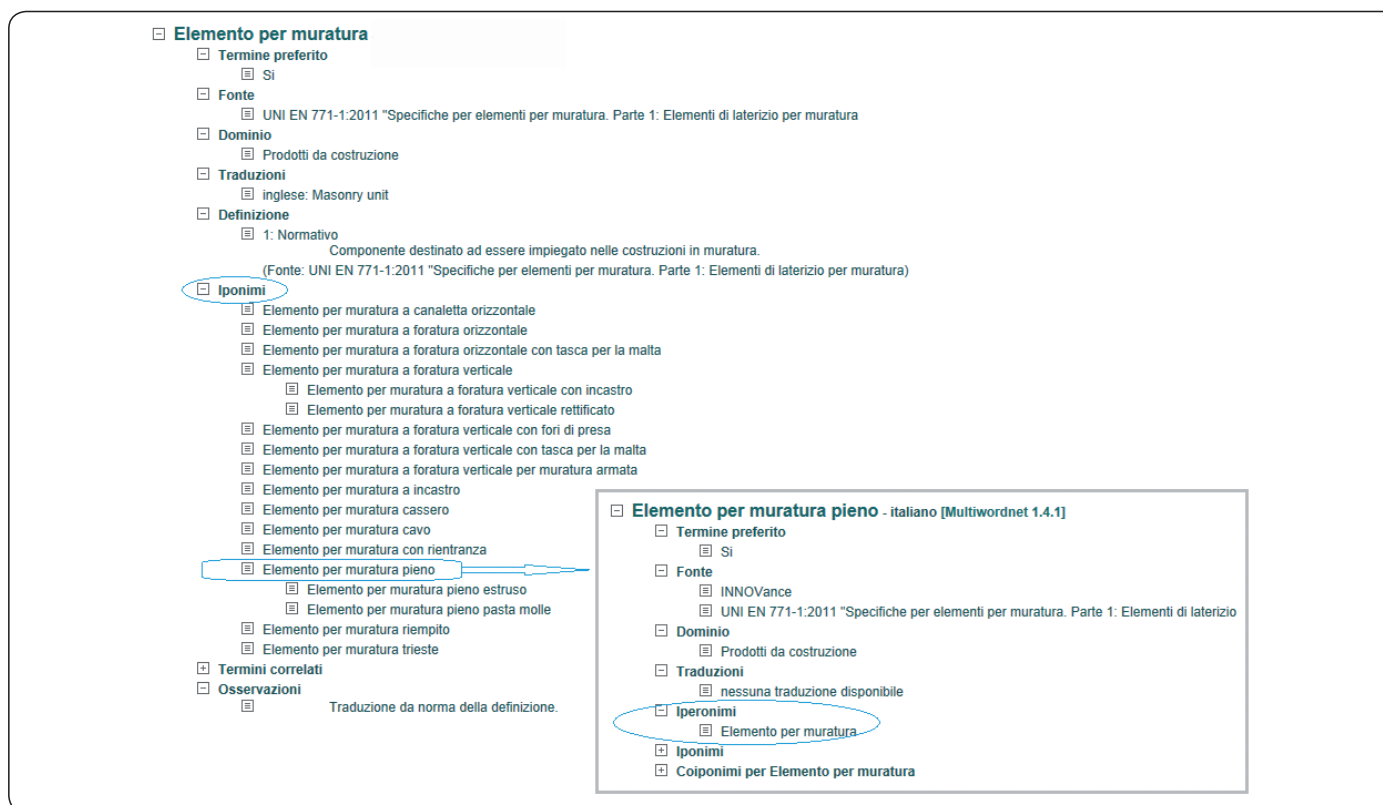 Elemento per muratura
Termine preferito
Si
Fonte
UNI EN 771-1:2011 "Specifiche per elementi per muratura. Parte 1: Elementi di laterizio per muratura
Dominio
Prodotti da costruzione
Traduzioni
inglese: Masonry unit
Definizione
1: Normativo
Componente destinato ad essere impiegato nelle costruzioni in muratura.
(Fonte: UNI EN 771-1:2011 "Specifiche per elementi per muratura. Parte 1: Elementi di laterizio per muratura)
Iponimi
Elemento per muratura a canaletta orizzontale
Elemento per muratura a foratura orizzontale
Elemento per muratura a foratura orizzontale con tasca per la malta
Elemento per muratura a foratura verticale
Elemento per muratura a foratura verticale con incastro
Elemento per muratura a foratura verticale rettificato
Elemento per muratura a foratura verticale con fori di presa
Elemento per muratura a foratura verticale con tasca per la malta
Elemento per muratura a foratura verticale per muratura armata
Elemento per muratura a incastro
Elemento per muratura cassero
Elemento per muratura cavo
Elemento per muratura con rientranza
Elemento per muratura pieno
Elemento per muratura pieno estruso
Elemento per muratura pieno pasta molle
Elemento per muratura riempito
Elemento per muratura trieste
Termini correlati
Osservazioni
Traduzione da norma della definizione.
Elemento per muratura pieno - italiano [Multiwordnet 1.4.1]
Termine preferito
Si
Fonte
INNOVance
UNI EN 771-1:2011 "Specifiche per elementi per muratura. Parte 1: Elementi di laterizio
Dominio
Prodotti da costruzione
Traduzioni
nessuna traduzione disponibile
Iperonimi
Elemento per muratura
Iponimi
Coiponimi per Elemento per muratura